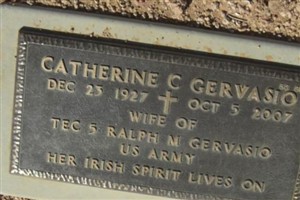 CATHERINE C GERVASIO
DEC 23 1927 OCT 5 2007
WIFE OF
TEC 5 RALPH M GERVASIO
US ARMY
HER IRISH SPIRIT LIVES ON